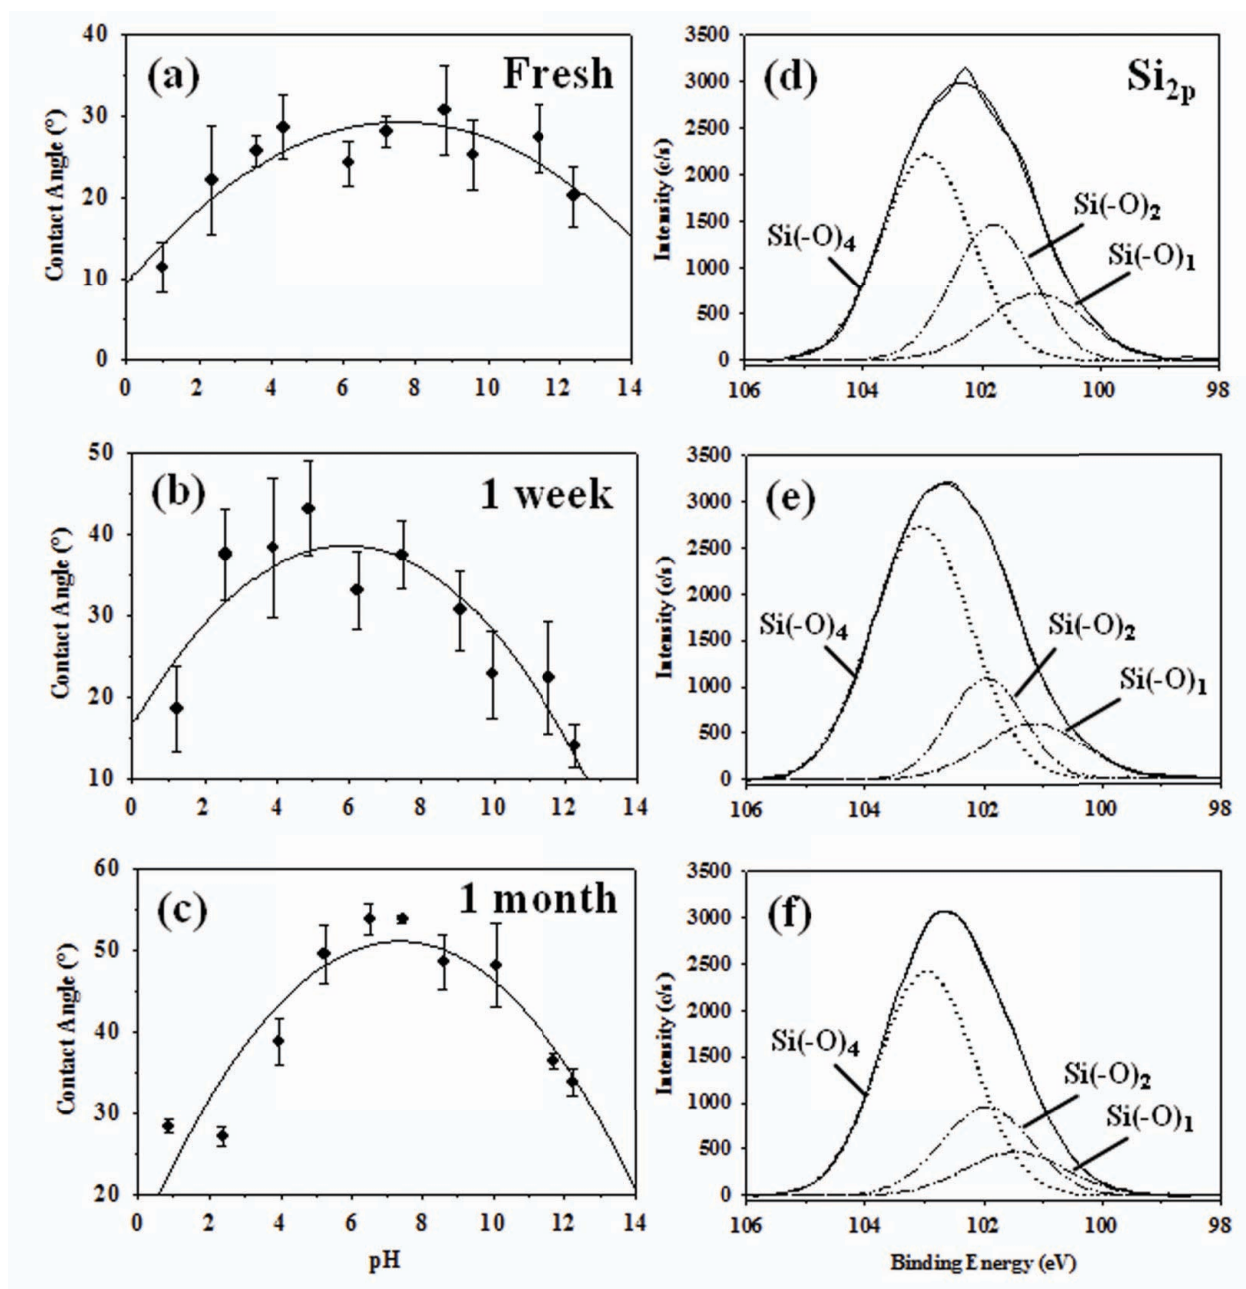 (a) Fresh
40
30
20
10
0
Contact Angle (°)
0 2 4 6 8 10 12 14
(d) Si2p
3500
3000
2500
2000
1500
1000
500
0
Intensity (c/s)
Si(-O)4
Si(-O)2
Si(-O)1
106 104 102 100 98
(b) 1 week
50
40
30
20
10
Contact Angle (°)
0 2 4 6 8 10 12 14
(e)
3500
3000
2500
2000
1500
1000
500
0
Intensity (c/s)
Si(-O)4
Si(-O)2
Si(-O)1
106 104 102 100 98
(c) 1 month
60
50
40
30
20
Contact Angle (°)
0 2 4 6 8 10 12 14
pH
(f)
3500
3000
2500
2000
1500
1000
500
0
Intensity (c/s)
Si(-O)4
Si(-O)2
Si(-O)1
106 104 102 100 98
Binding Energy (eV)